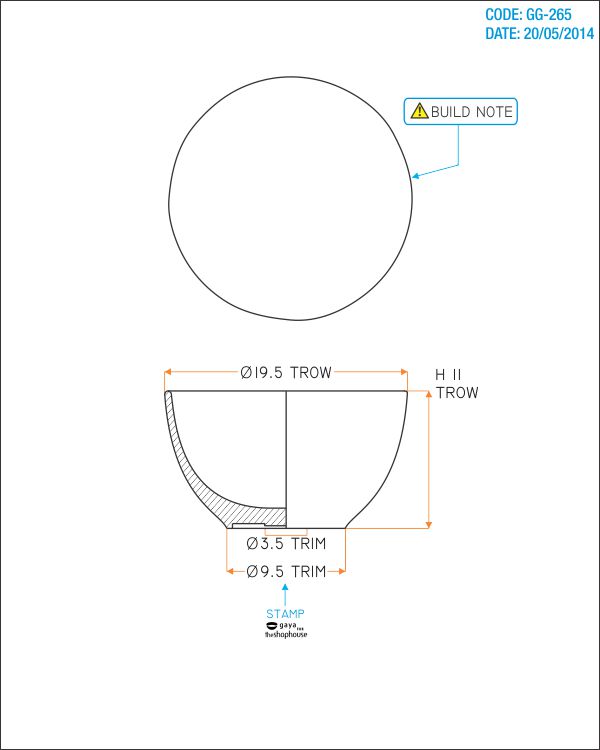 CODE: GG-265
DATE: 20/05/2014
BUILD NOTE
Ø19.5 TROW
H 11
TROW
Ø3.5 TRIM
Ø9.5 TRIM
STAMP
gaya
theshophouse